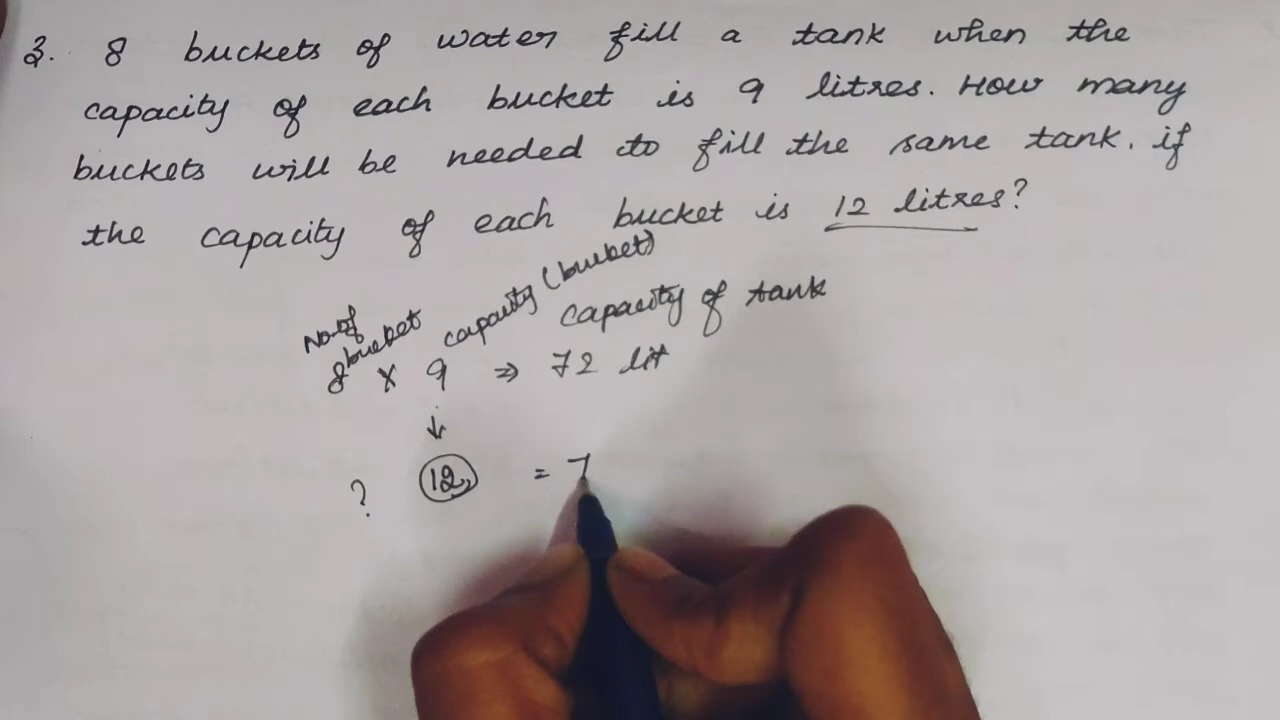 3. 8 buckets of water fill a tank when the
capacity of each bucket is 9 litres. How many
buckets will be needed to fill the same tank. if
the capacity of each bucket is 12 litres?
No. of
bucket capacity (bucket) capacity of tank
8 × 9 ⇒ 72 lit
↓
? 12, = 7